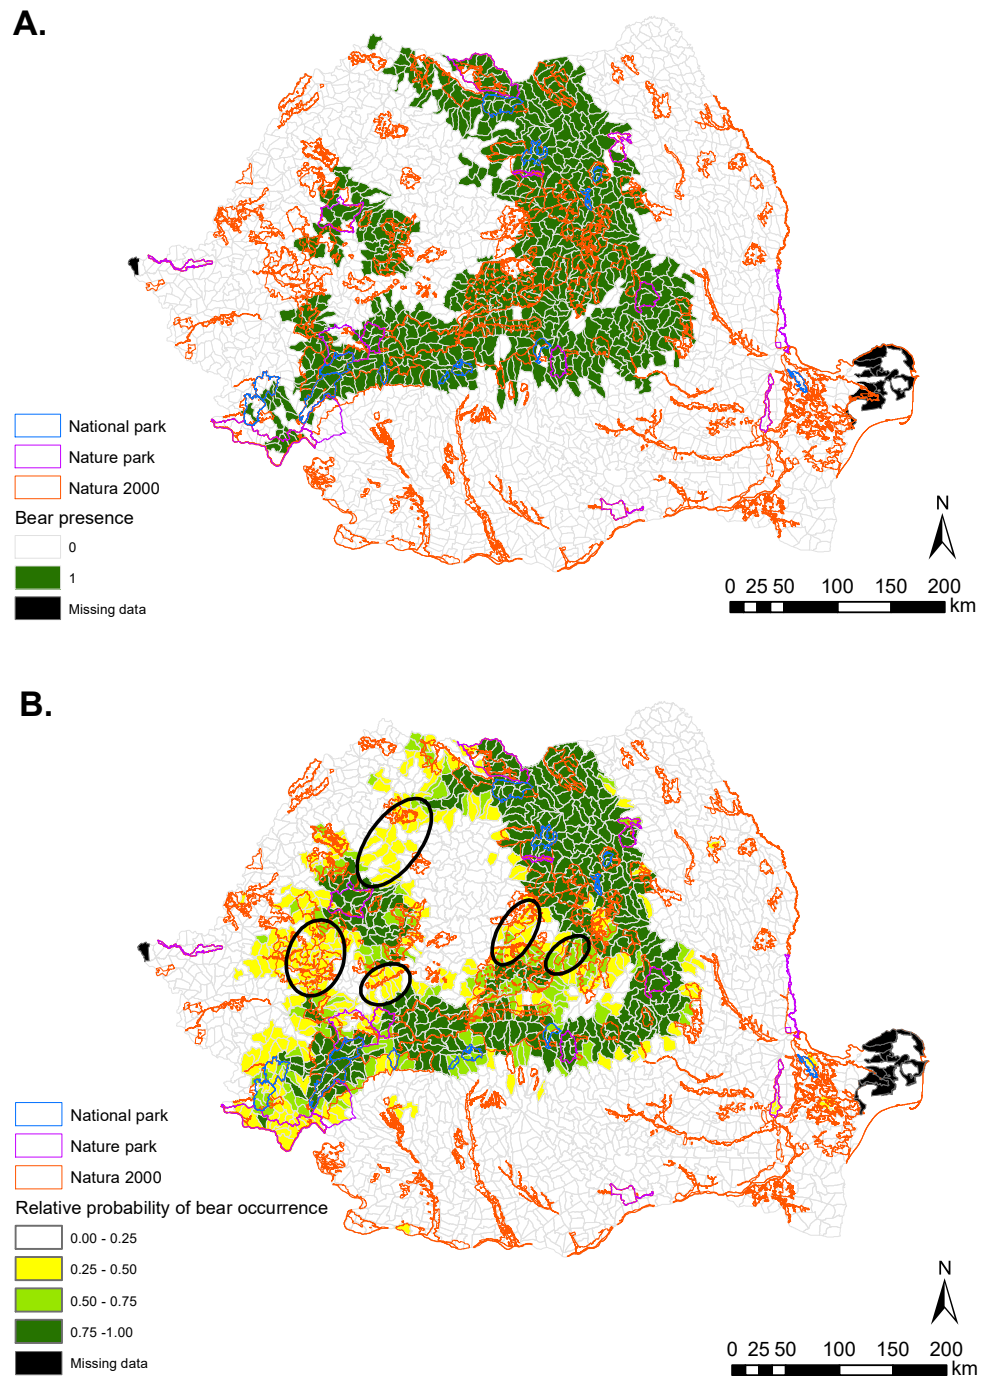 A.
National park
Nature park
Natura 2000
Bear presence
0
1
Missing data
N
0 25 50 100 150 200
km
B.
National park
Nature park
Natura 2000
Relative probability of bear occurrence
0.00 - 0.25
0.25 - 0.50
0.50 - 0.75
0.75 -1.00
Missing data
N
0 25 50 100 150 200
km